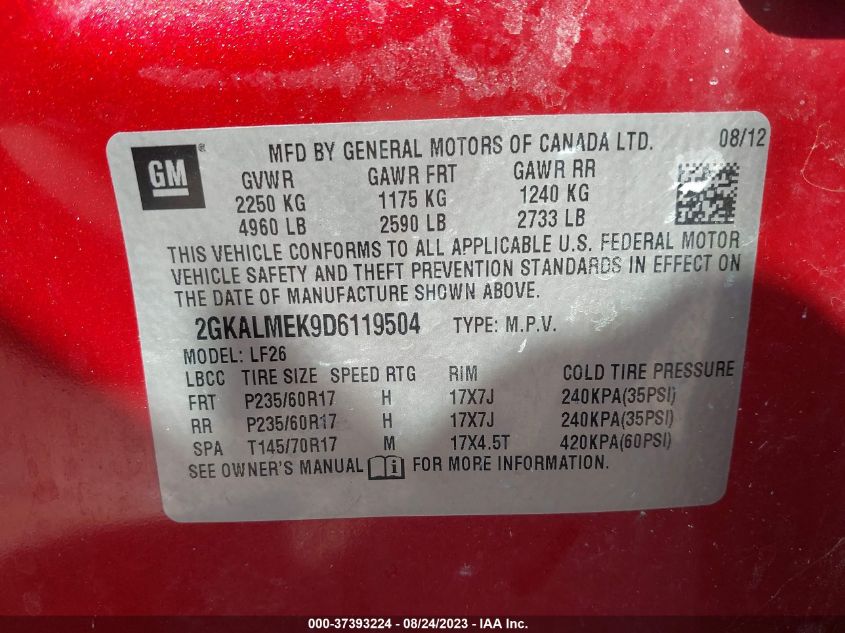 GM ® MFD BY GENERAL MOTORS OF CANADA LTD. 08/12
GVWR GAWR FRT GAWR RR
2250 KG 1175 KG 1240 KG
4960 LB 2590 LB 2733 LB
THIS VEHICLE CONFORMS TO ALL APPLICABLE U.S. FEDERAL MOTOR
VEHICLE SAFETY AND THEFT PREVENTION STANDARDS IN EFFECT ON
THE DATE OF MANUFACTURE SHOWN ABOVE.
2GKALMEK9D6119504 TYPE: M.P.V.
MODEL: LF26
LBCC TIRE SIZE SPEED RTG RIM COLD TIRE PRESSURE
FRT P235/60R17 H 17X7J 240KPA(35PSI)
RR P235/60R17 H 17X7J 240KPA(35PSI)
SPA T145/70R17 M 17X4.5T 420KPA(60PSI)
SEE OWNER'S MANUAL i FOR MORE INFORMATION.
000-37393224 - 08/24/2023 - IAA Inc.